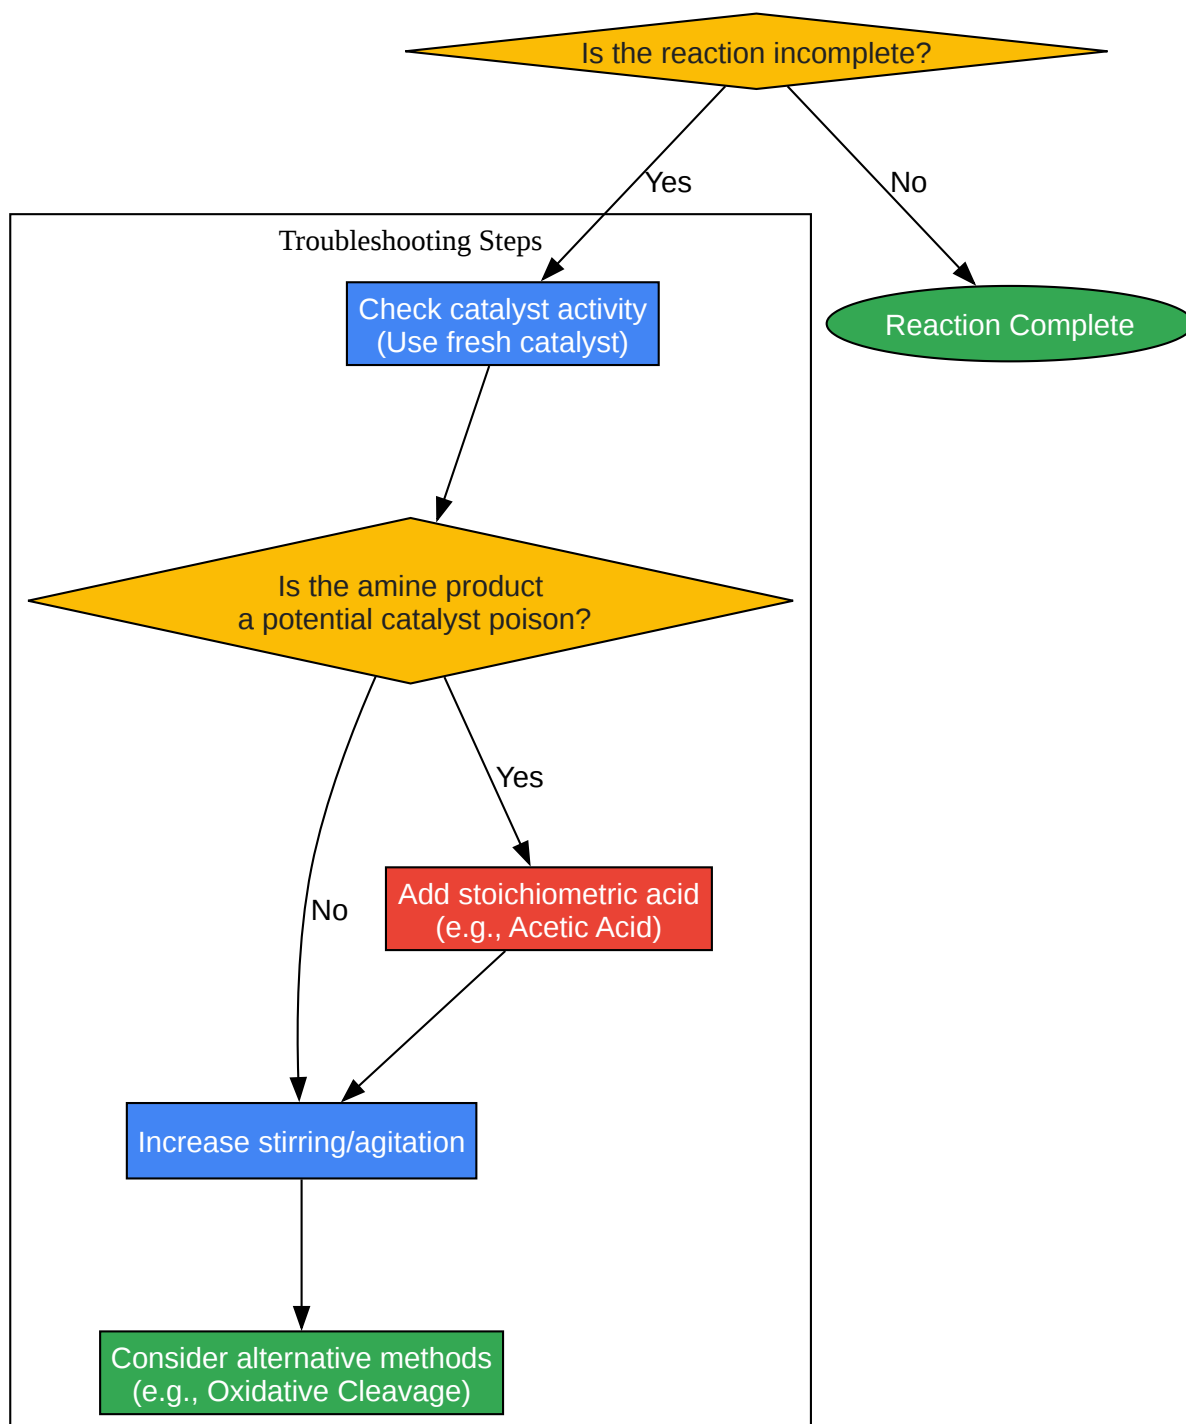 Is the reaction incomplete?
Yes
No
Troubleshooting Steps
Check catalyst activity
(Use fresh catalyst)
Reaction Complete
Is the amine product
a potential catalyst poison?
Yes
No
Add stoichiometric acid
(e.g., Acetic Acid)
Increase stirring/agitation
Consider alternative methods
(e.g., Oxidative Cleavage)